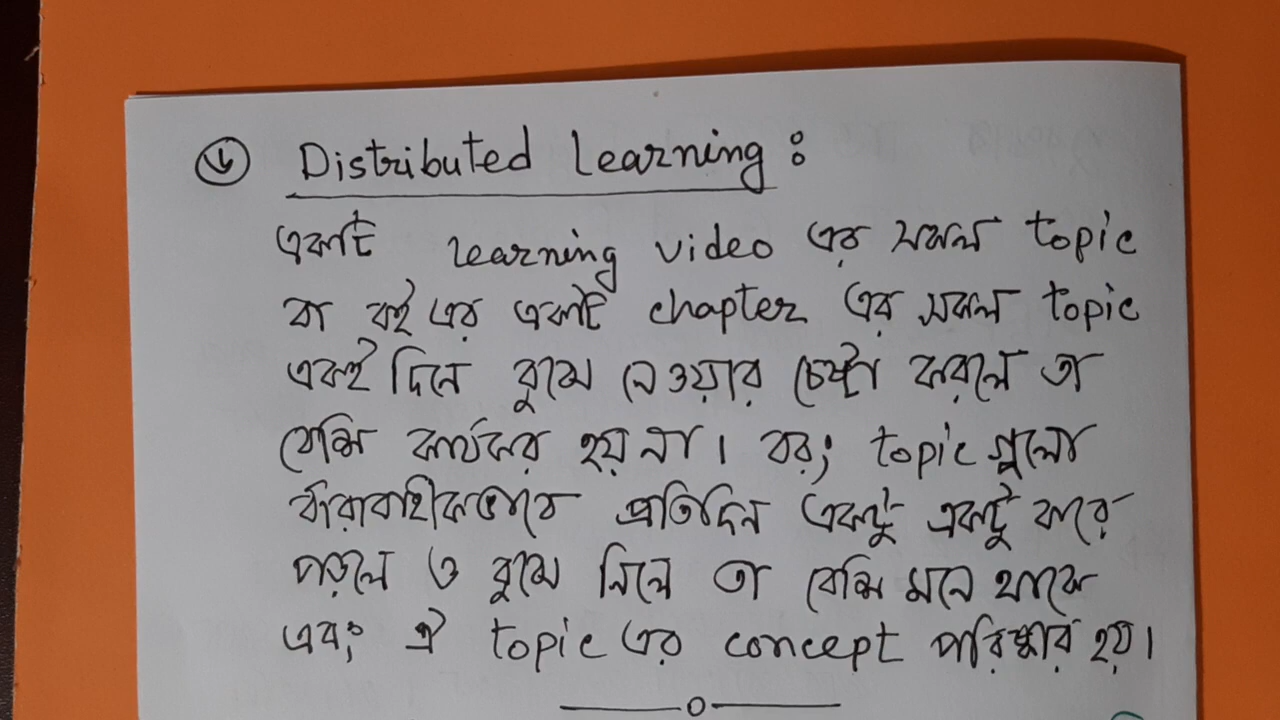 ৬ Distributed Learning :
একটি learning video এর সকল topic
বা বই এর একটি chapter এর সকল topic
একই দিনে বুঝে নেওয়ার চেষ্টা করলে তা
বেশি কার্যকর হয় না। বরং topic গুলো
ধারাবাহীকভাবে প্রতিদিন একটু একটু করে
পড়লে ও বুঝে নিলে তা বেশি মনে থাকে
এবং ঐ topic এর concept পরিষ্কার হয়।